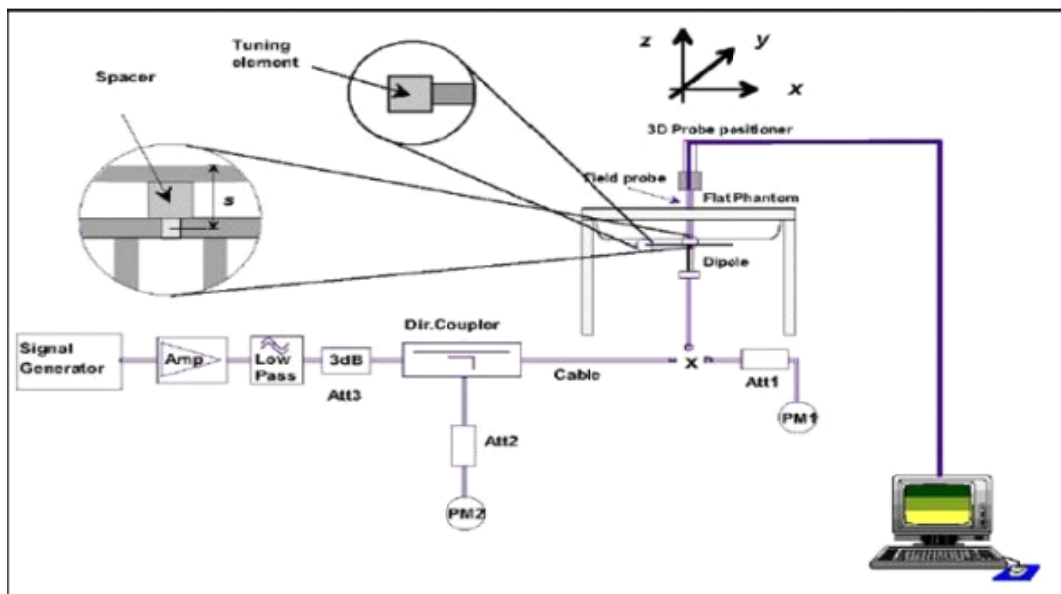 Tuning
element
Spacer
s
z
y
x
3D Probe positioner
Field probe
Flat Phantom
Dipole
Signal
Generator
Amp
Low
Pass
3dB
Att3
Dir.Coupler
Cable
x
Att1
PM1
Att2
PM2